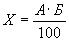 X = A · Б / 100